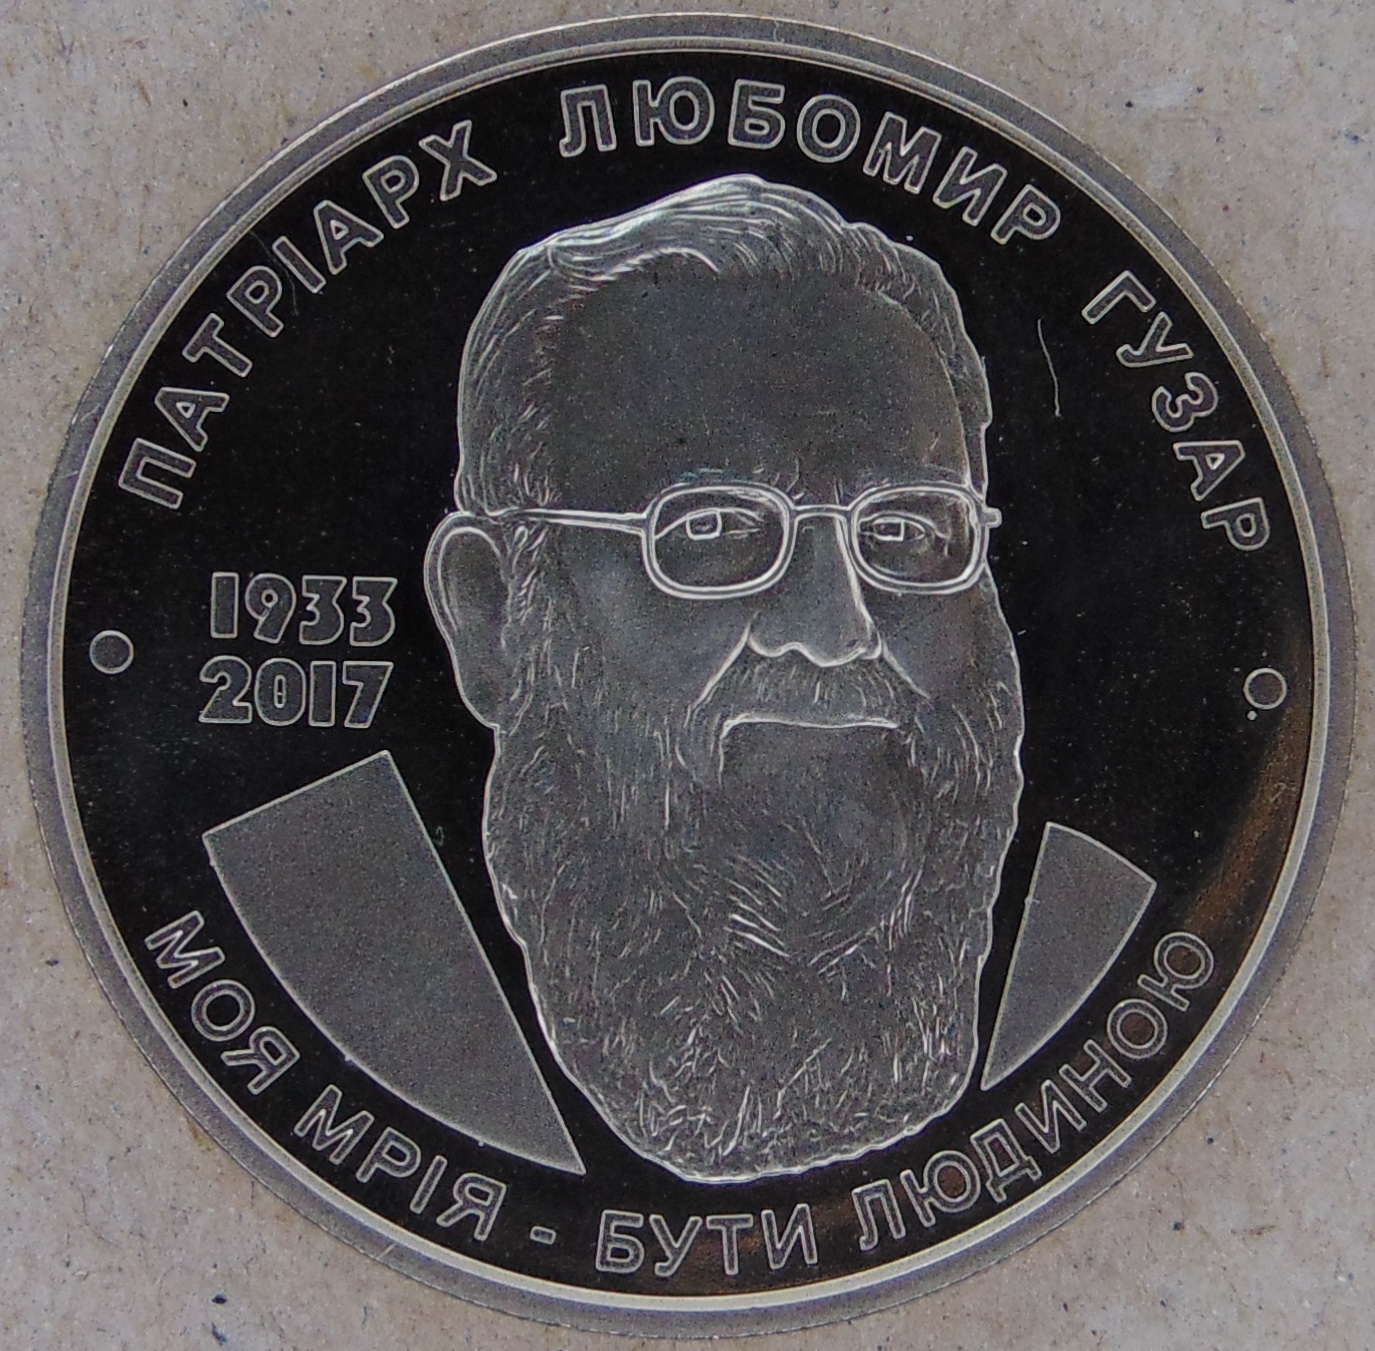 ПАТРІАРХ ЛЮБОМИР ГУЗАР
1933
2017
МОЯ МРІЯ - БУТИ ЛЮДИНОЮ